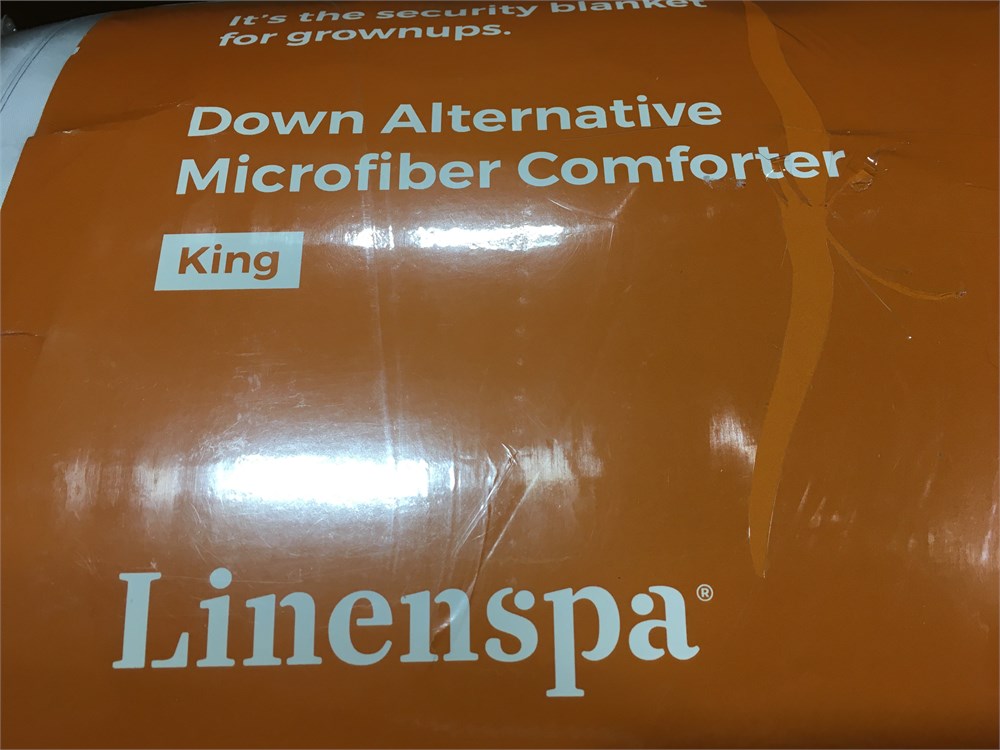 It's the security blanket
for grownups.
Down Alternative
Microfiber Comforter
King
Linenspa®